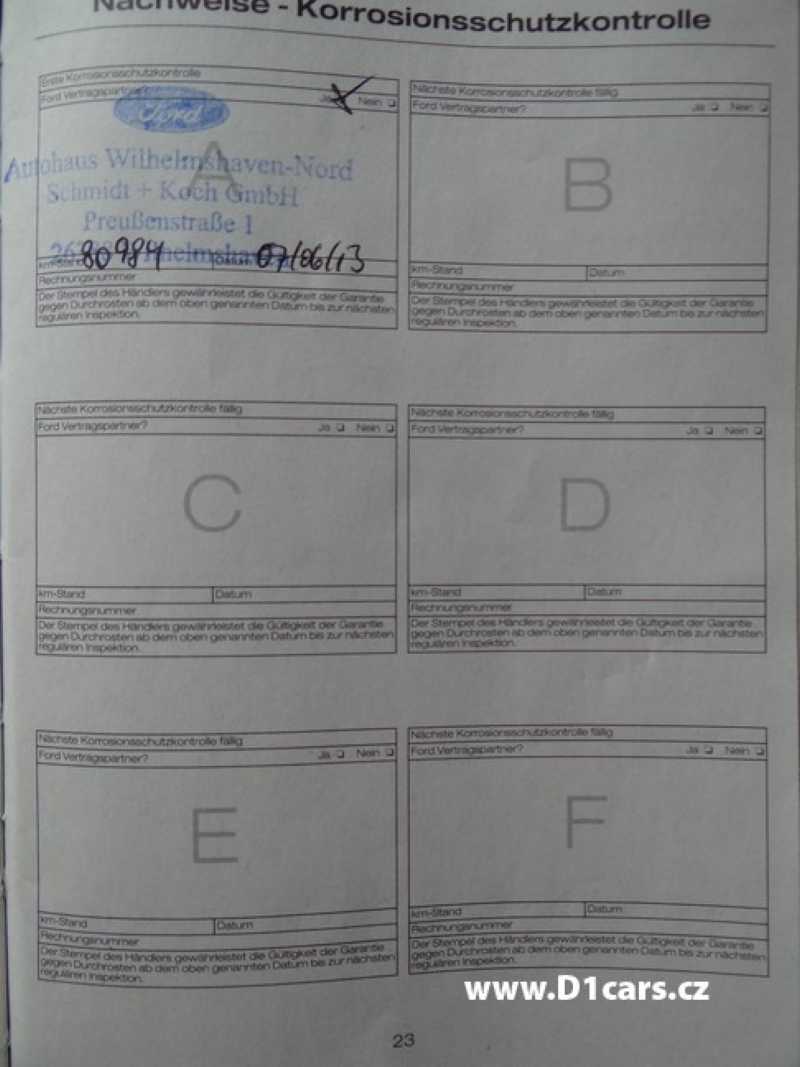 Nachweise - Korrosionsschutzkontrolle
Erste Korrosionsschutzkontrolle
Ford Vertragspartner? Ja Nein
Ford
A
Autohaus Wilhelmshaven-Nord
Schmidt + Koch GmbH
Preußenstraße 1
km-Stand 80984 07/06/13
Rechnungsnummer
Der Stempel des Händlers gewährleistet die Gültigkeit der Garantie
gegen Durchrosten ab dem oben genannten Datum bis zur nächsten
regulären Inspektion.
Nächste Korrosionsschutzkontrolle fällig
Ford Vertragspartner? Ja Nein
B
km-Stand Datum
Rechnungsnummer
Der Stempel des Händlers gewährleistet die Gültigkeit der Garantie
gegen Durchrosten ab dem oben genannten Datum bis zur nächsten
regulären Inspektion.
Nächste Korrosionsschutzkontrolle fällig
Ford Vertragspartner? Ja Nein
C
km-Stand Datum
Rechnungsnummer
Der Stempel des Händlers gewährleistet die Gültigkeit der Garantie
gegen Durchrosten ab dem oben genannten Datum bis zur nächsten
regulären Inspektion.
Nächste Korrosionsschutzkontrolle fällig
Ford Vertragspartner? Ja Nein
D
km-Stand Datum
Rechnungsnummer
Der Stempel des Händlers gewährleistet die Gültigkeit der Garantie
gegen Durchrosten ab dem oben genannten Datum bis zur nächsten
regulären Inspektion.
Nächste Korrosionsschutzkontrolle fällig
Ford Vertragspartner? Ja Nein
E
km-Stand Datum
Rechnungsnummer
Der Stempel des Händlers gewährleistet die Gültigkeit der Garantie
gegen Durchrosten ab dem oben genannten Datum bis zur nächsten
regulären Inspektion.
Nächste Korrosionsschutzkontrolle fällig
Ford Vertragspartner? Ja Nein
F
km-Stand Datum
Rechnungsnummer
Der Stempel des Händlers gewährleistet die Gültigkeit der Garantie
gegen Durchrosten ab dem oben genannten Datum bis zur nächsten
regulären Inspektion.
www.D1cars.cz
23